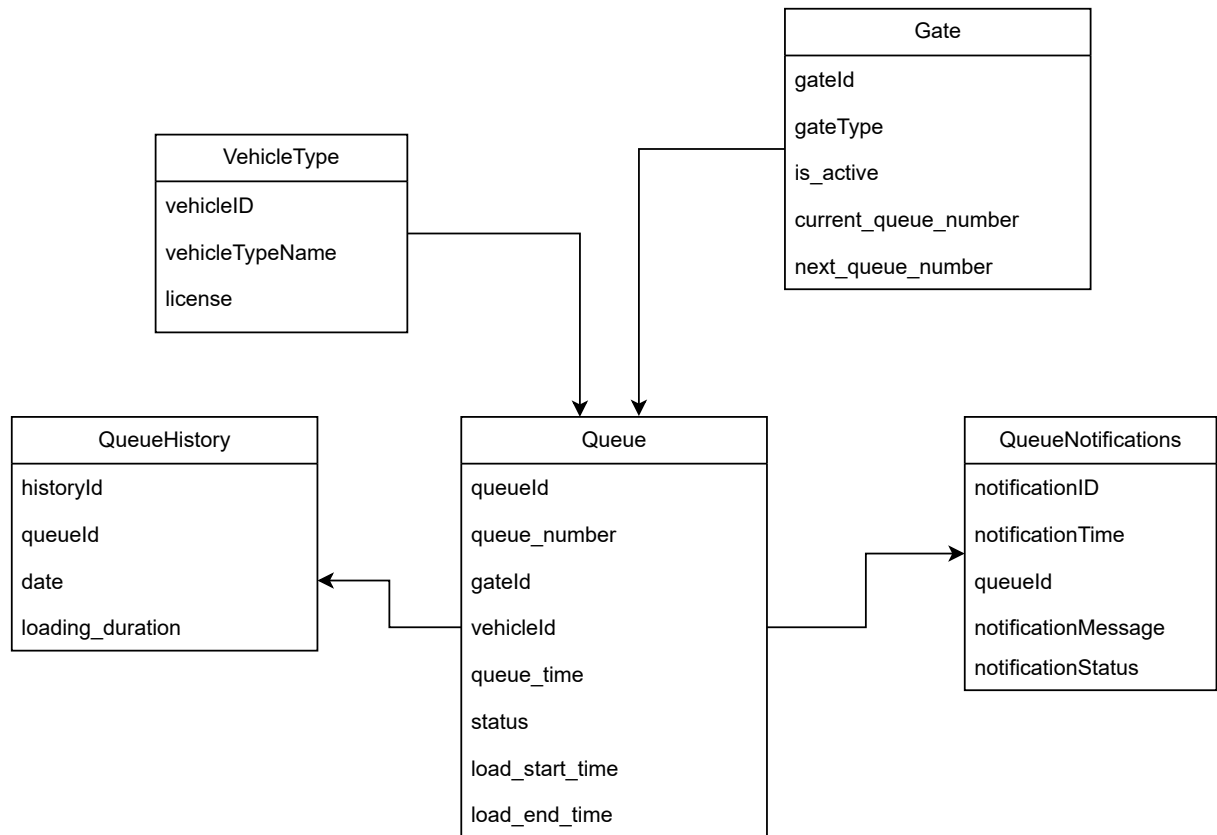 Gate
gateId
gateType
is_active
current_queue_number
next_queue_number
VehicleType
vehicleID
vehicleTypeName
license
QueueHistory
historyId
queueId
date
loading_duration
Queue
queueId
queue_number
gateId
vehicleId
queue_time
status
load_start_time
load_end_time
QueueNotifications
notificationID
notificationTime
queueId
notificationMessage
notificationStatus